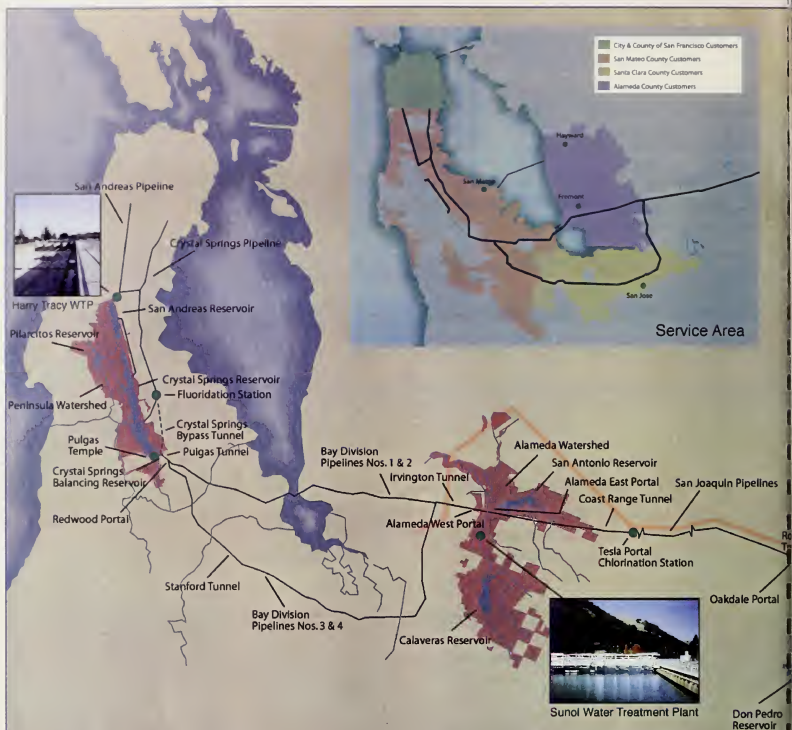 City & County of San Francisco Customers
San Mateo County Customers
Santa Clara County Customers
Alameda County Customers
Hayward
San Mateo
Fremont
San Jose
Service Area
San Andreas Pipeline
Crystal Springs Pipeline
Harry Tracy WTP
San Andreas Reservoir
Pilarcitos Reservoir
Crystal Springs Reservoir
Fluoridation Station
Peninsula Watershed
Crystal Springs
Bypass Tunnel
Pulgas
Temple
Pulgas Tunnel
Crystal Springs
Balancing Reservoir
Redwood Portal
Stanford Tunnel
Bay Division
Pipelines Nos. 1 & 2
Irvington Tunnel
Bay Division
Pipelines Nos. 3 & 4
Alameda Watershed
San Antonio Reservoir
Alameda East Portal
Coast Range Tunnel
San Joaquin Pipelines
Alameda West Portal
Tesla Portal
Chlorination Station
Calaveras Reservoir
Oakdale Portal
Sunol Water Treatment Plant
Don Pedro
Reservoir